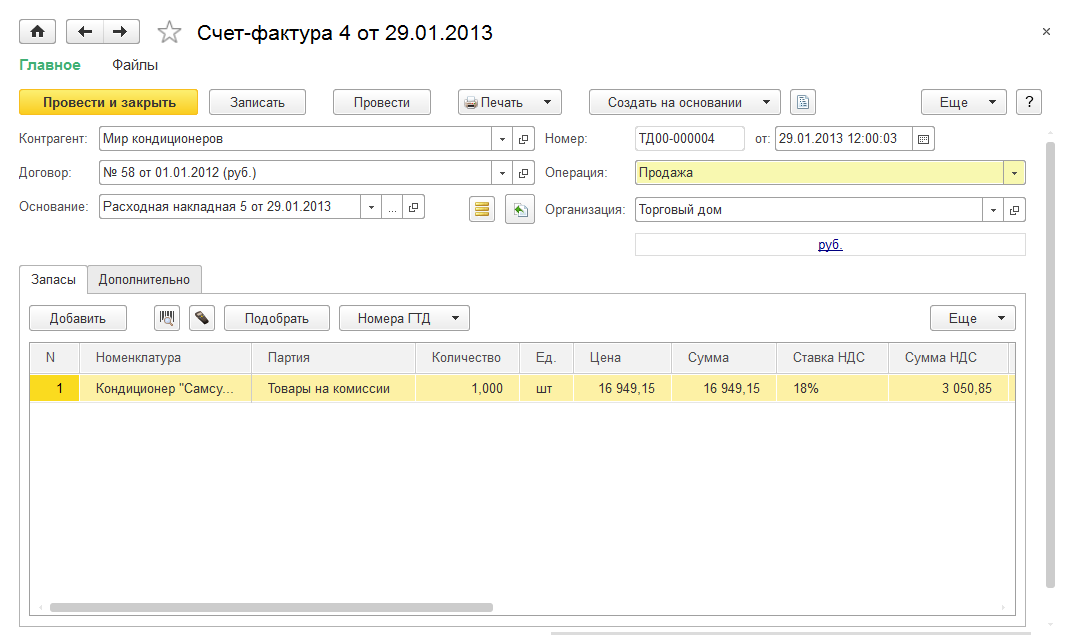 Счет-фактура 4 от 29.01.2013
Главное Файлы
Провести и закрыть Записать Провести Печать Создать на основании Еще ?
Контрагент: Мир кондиционеров Номер: ТД00-000004 от: 29.01.2013 12:00:03
Договор: № 58 от 01.01.2012 (руб.) Операция: Продажа
Основание: Расходная накладная 5 от 29.01.2013 ... Организация: Торговый дом
руб.
Запасы Дополнительно
Добавить Подобрать Номера ГТД Еще
N Номенклатура Партия Количество Ед. Цена Сумма Ставка НДС Сумма НДС
1 Кондиционер "Самсу... Товары на комиссии 1,000 шт 16 949,15 16 949,15 18% 3 050,85